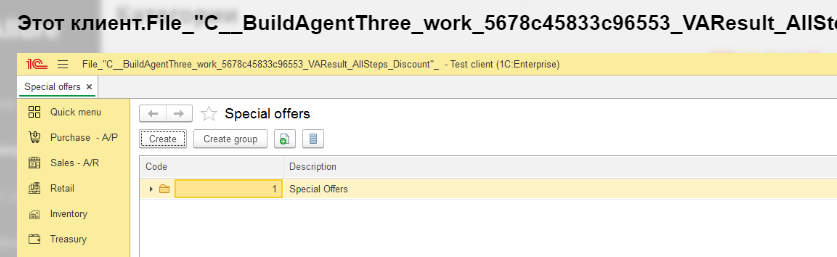 Этот клиент.File_"C__BuildAgentThree_work_5678c45833c96553_VAResult_AllSte
1C File_"C__BuildAgentThree_work_5678c45833c96553_VAResult_AllSteps_Discount"_ - Test client (1C:Enterprise)
Special offers ×
Quick menu
Special offers
Purchase - A/P
Create Create group
Sales - A/R
Code Description
Retail
1 Special Offers
Inventory
Treasury